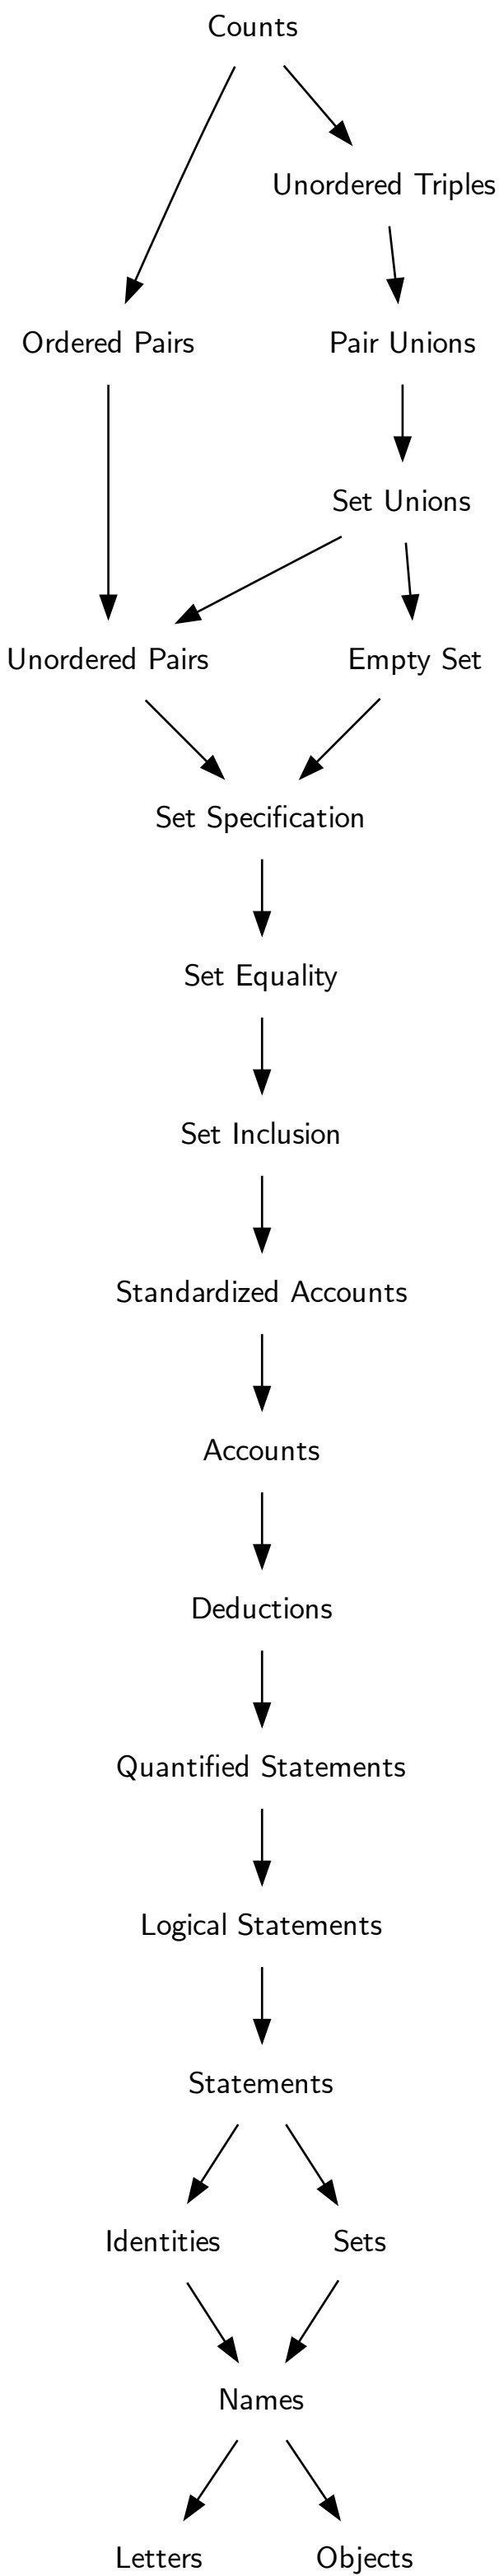 Counts
Unordered Triples
Ordered Pairs
Pair Unions
Set Unions
Unordered Pairs
Empty Set
Set Specification
Set Equality
Set Inclusion
Standardized Accounts
Accounts
Deductions
Quantified Statements
Logical Statements
Statements
Identities
Sets
Names
Letters
Objects